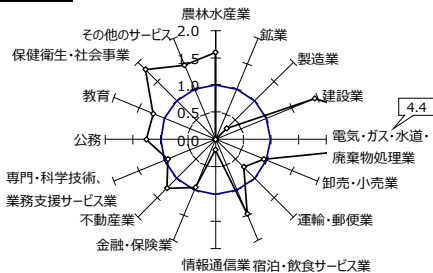 農林水産業
鉱業
製造業
建設業
4.4
電気・ガス・水道・
廃棄物処理業
卸売・小売業
運輸・郵便業
宿泊・飲食サービス業
情報通信業
金融・保険業
不動産業
専門・科学技術、
業務支援サービス業
公務
教育
保健衛生・社会事業
その他のサービス
2.0
1.5
1.0
0.5
0.0